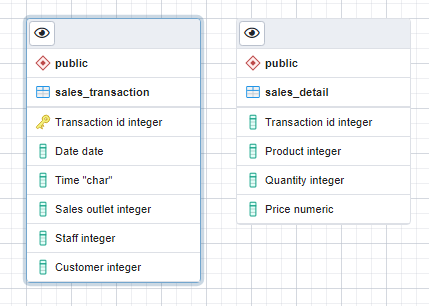 public
sales_transaction
Transaction id integer
Date date
Time "char"
Sales outlet integer
Staff integer
Customer integer
public
sales_detail
Transaction id integer
Product integer
Quantity integer
Price numeric